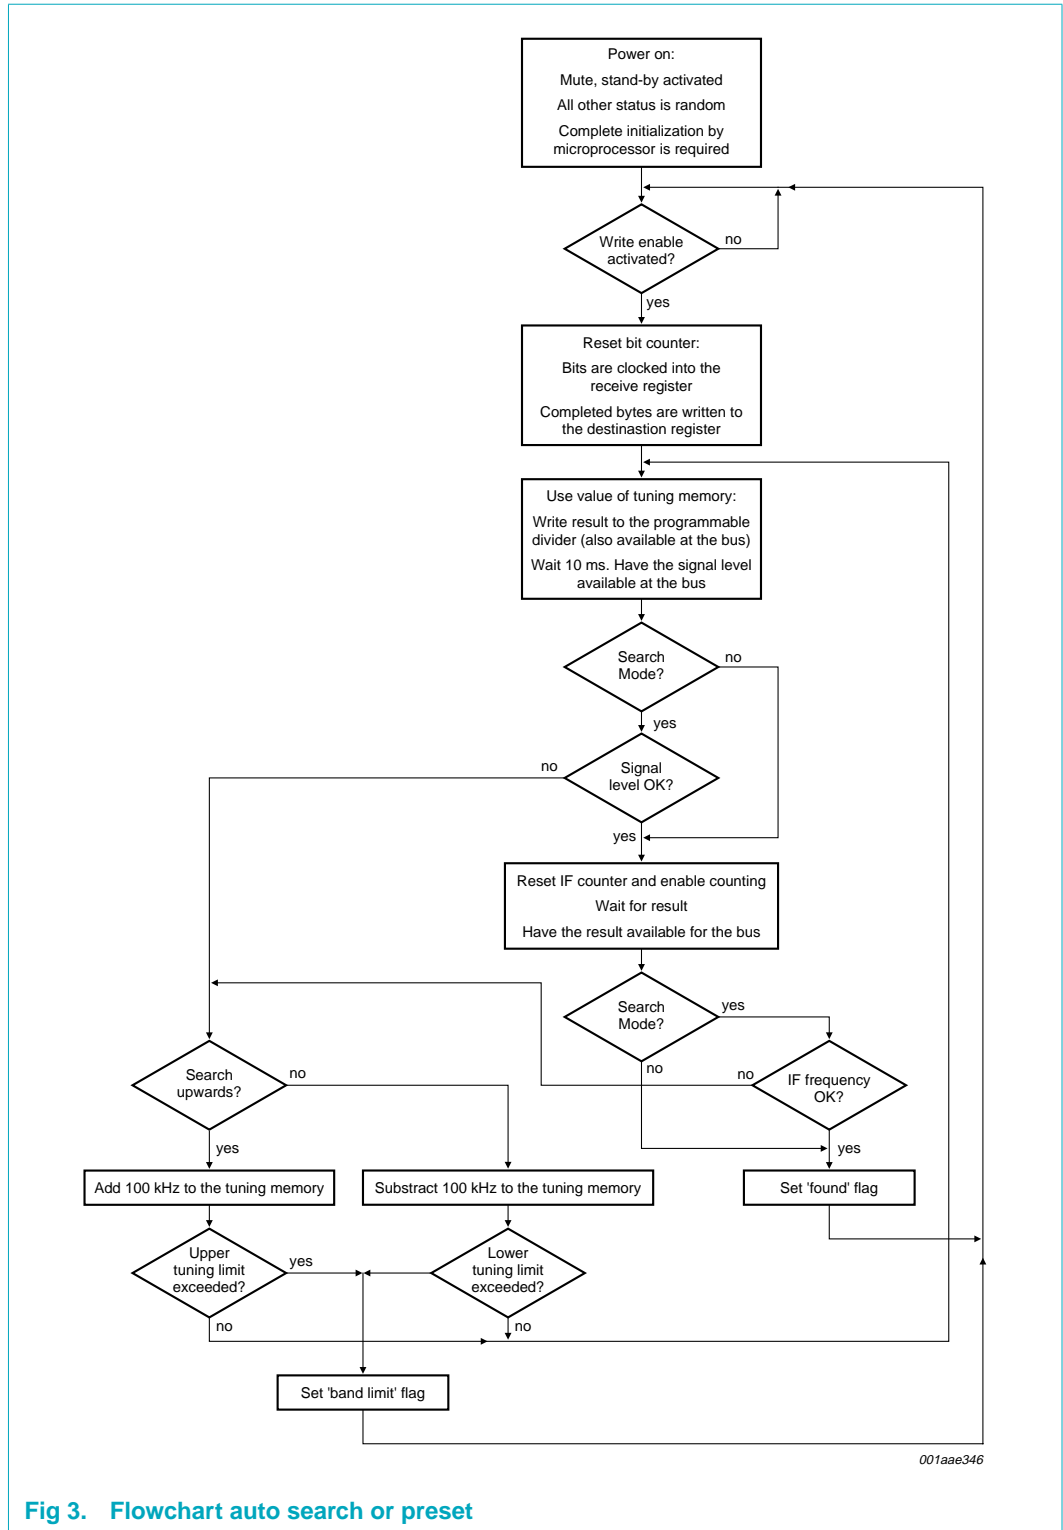 Power on:
Mute, stand-by activated
All other status is random
Complete initialization by
microprocessor is required
Write enable
activated?
no
yes
Reset bit counter:
Bits are clocked into the
receive register
Completed bytes are written to
the destinastion register
Use value of tuning memory:
Write result to the programmable
divider (also available at the bus)
Wait 10 ms. Have the signal level
available at the bus
Search
Mode?
no
yes
Signal
level OK?
no
yes
Reset IF counter and enable counting
Wait for result
Have the result available for the bus
Search
Mode?
yes
no
IF frequency
OK?
no
yes
Search
upwards?
no
yes
Add 100 kHz to the tuning memory
Substract 100 kHz to the tuning memory
Set 'found' flag
Upper
tuning limit
exceeded?
yes
no
Lower
tuning limit
exceeded?
no
Set 'band limit' flag
001aae346
Fig 3. Flowchart auto search or preset